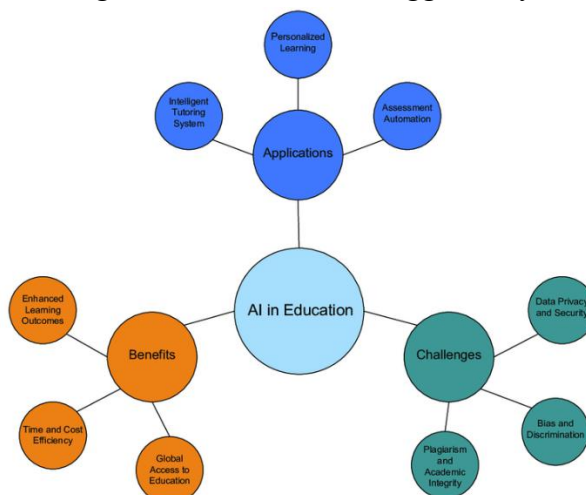 Personalized
Learning
Intelligent
Tutoring
System
Assessment
Automation
Applications
AI in Education
Enhanced
Learning
Outcomes
Benefits
Time and Cost
Efficiency
Global
Access to
Education
Data Privacy
and Security
Challenges
Bias and
Discrimination
Plagiarism
and
Academic
Integrity